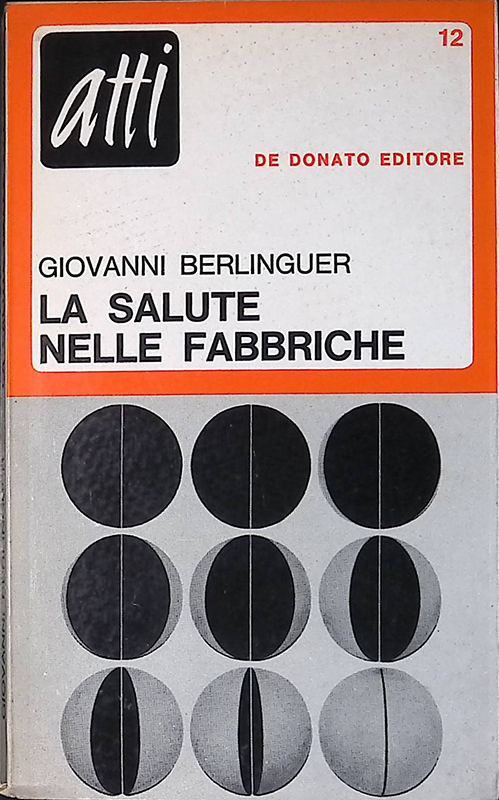 atti
12
DE DONATO EDITORE
GIOVANNI BERLINGUER
LA SALUTE
NELLE FABBRICHE